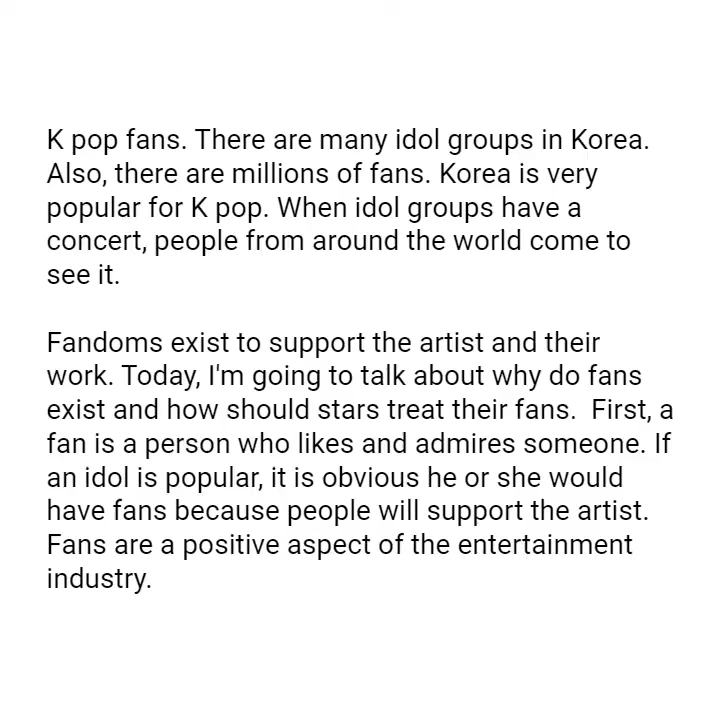 K pop fans. There are many idol groups in Korea.
Also, there are millions of fans. Korea is very
popular for K pop. When idol groups have a
concert, people from around the world come to
see it.
Fandoms exist to support the artist and their
work. Today, I'm going to talk about why do fans
exist and how should stars treat their fans.  First, a
fan is a person who likes and admires someone. If
an idol is popular, it is obvious he or she would
have fans because people will support the artist.
Fans are a positive aspect of the entertainment
industry.